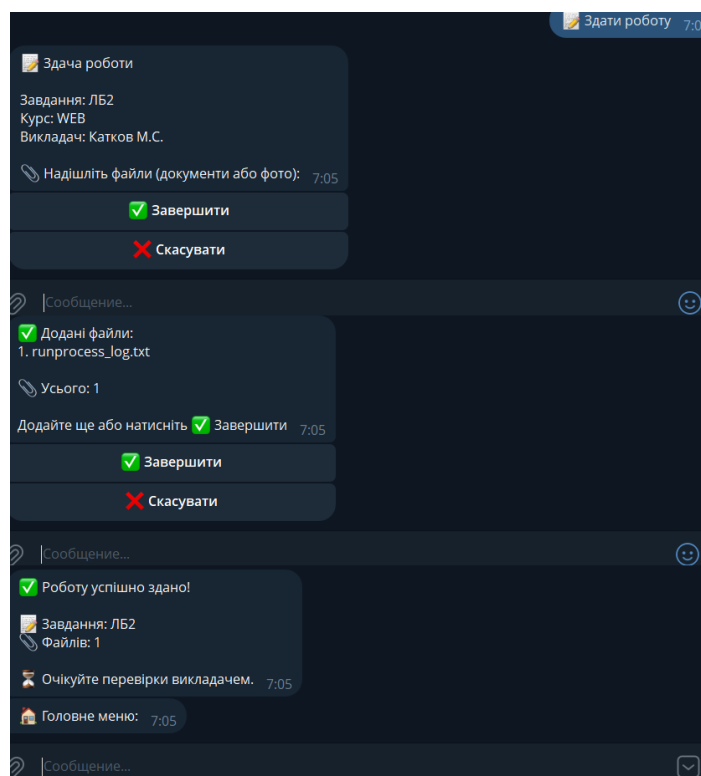 📝 Здати роботу 7:0
📝 Здача роботи
Завдання: ЛБ2
Курс: WEB
Викладач: Катков М.С.
📎 Надішліть файли (документи або фото): 7:05
✅ Завершити
❌ Скасувати
Сообщение...
✅ Додані файли:
1. runprocess_log.txt
📎 Усього: 1
Додайте ще або натисніть ✅ Завершити 7:05
✅ Завершити
❌ Скасувати
Сообщение...
✅ Роботу успішно здано!
📝 Завдання: ЛБ2
📎 Файлів: 1
⏳ Очікуйте перевірки викладачем. 7:05
🏠 Головне меню: 7:05
Сообщение...